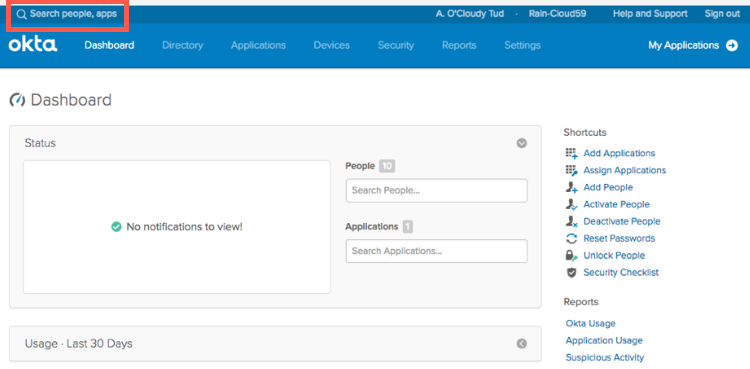 Search people, apps
A. O'Cloudy Tud · Rain-Cloud59 Help and Support Sign out
okta Dashboard Directory Applications Devices Security Reports Settings My Applications
Dashboard
Status
No notifications to view!
People 10
Search People...
Applications 1
Search Applications...
Usage · Last 30 Days
Shortcuts
Add Applications
Assign Applications
Add People
Activate People
Deactivate People
Reset Passwords
Unlock People
Security Checklist
Reports
Okta Usage
Application Usage
Suspicious Activity